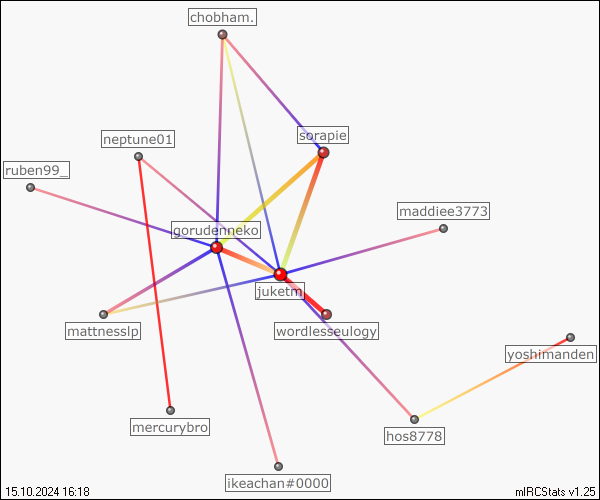 chobham.
neptune01
sorapie
ruben99_
maddiee3773
gorudenneko
juketm
mattnesslp
wordlesseulogy
yoshimanden
mercurybro
hos8778
ikeachan#0000
15.10.2024 16:18
mIRCStats v1.25